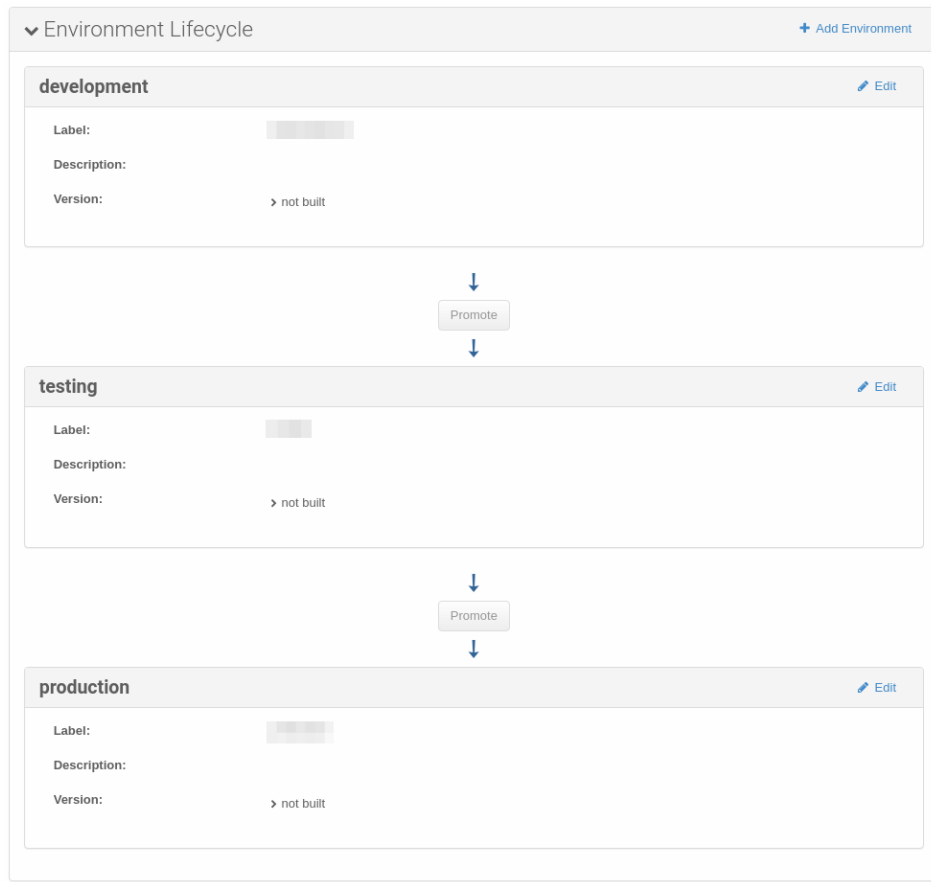 Environment Lifecycle
Add Environment
development
Edit
Label:
Description:
Version: not built
Promote
testing
Edit
Label:
Description:
Version: not built
Promote
production
Edit
Label:
Description:
Version: not built